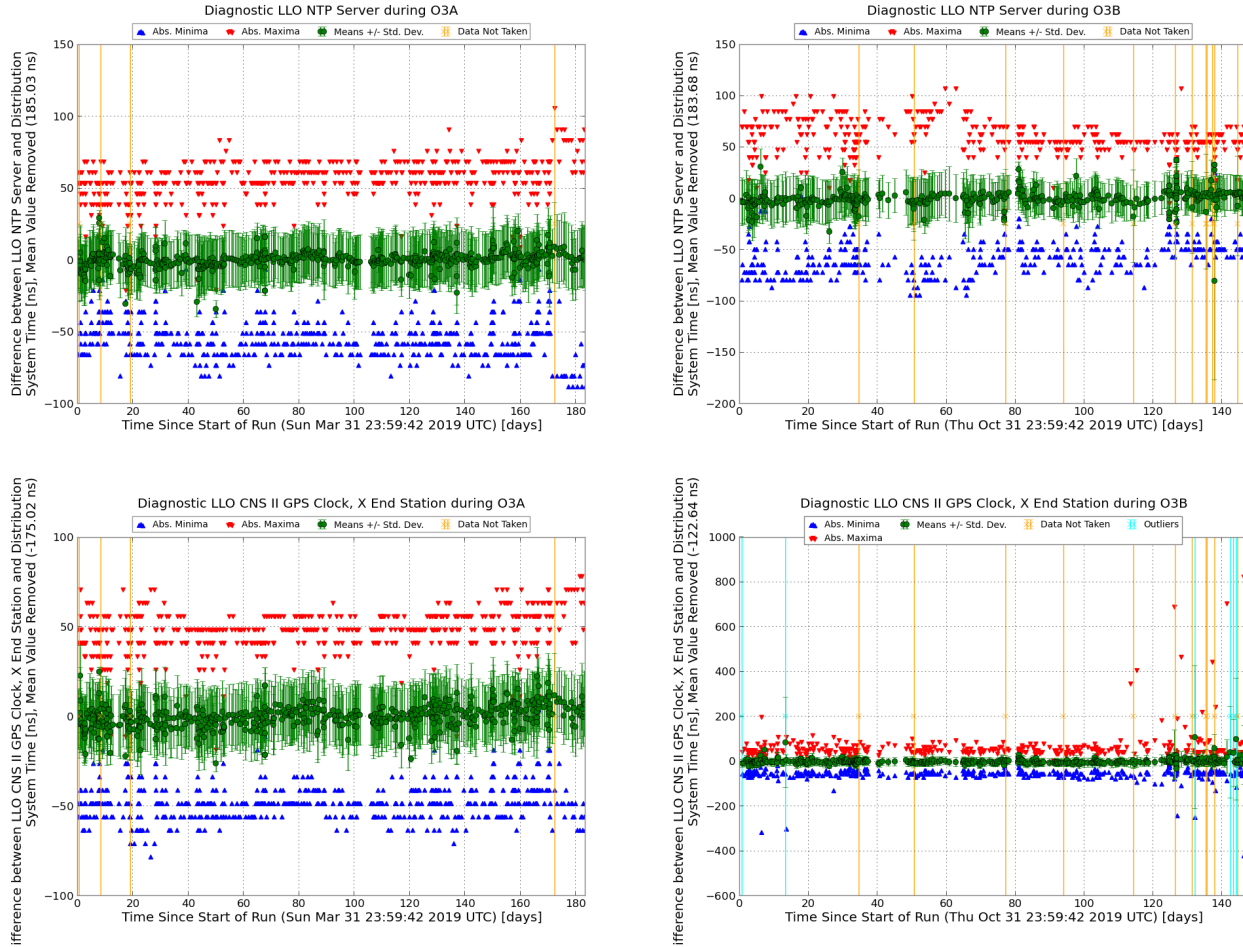 Diagnostic LLO NTP Server during O3A
Abs. Minima Abs. Maxima Means +/- Std. Dev. Data Not Taken
Difference between LLO NTP Server and Distribution
System Time [ns], Mean Value Removed (185.03 ns)
150
100
50
0
−50
−100
0 20 40 60 80 100 120 140 160 180
Time Since Start of Run (Sun Mar 31 23:59:42 2019 UTC) [days]
Diagnostic LLO NTP Server during O3B
Abs. Minima Abs. Maxima Means +/- Std. Dev. Data Not Taken
Difference between LLO NTP Server and Distribution
System Time [ns], Mean Value Removed (183.68 ns)
150
100
50
0
−50
−100
−150
−200
0 20 40 60 80 100 120 140
Time Since Start of Run (Thu Oct 31 23:59:42 2019 UTC) [days]
Diagnostic LLO CNS II GPS Clock, X End Station during O3A
Abs. Minima Abs. Maxima Means +/- Std. Dev. Data Not Taken
ifference between LLO CNS II GPS Clock, X End Station and Distribution
System Time [ns], Mean Value Removed (-175.02 ns)
100
50
0
−50
−100
0 20 40 60 80 100 120 140 160 180
Time Since Start of Run (Sun Mar 31 23:59:42 2019 UTC) [days]
Diagnostic LLO CNS II GPS Clock, X End Station during O3B
Abs. Minima Means +/- Std. Dev. Data Not Taken Outliers
Abs. Maxima
ifference between LLO CNS II GPS Clock, X End Station and Distribution
System Time [ns], Mean Value Removed (-122.64 ns)
1000
800
600
400
200
0
−200
−400
−600
0 20 40 60 80 100 120 140
Time Since Start of Run (Thu Oct 31 23:59:42 2019 UTC) [days]